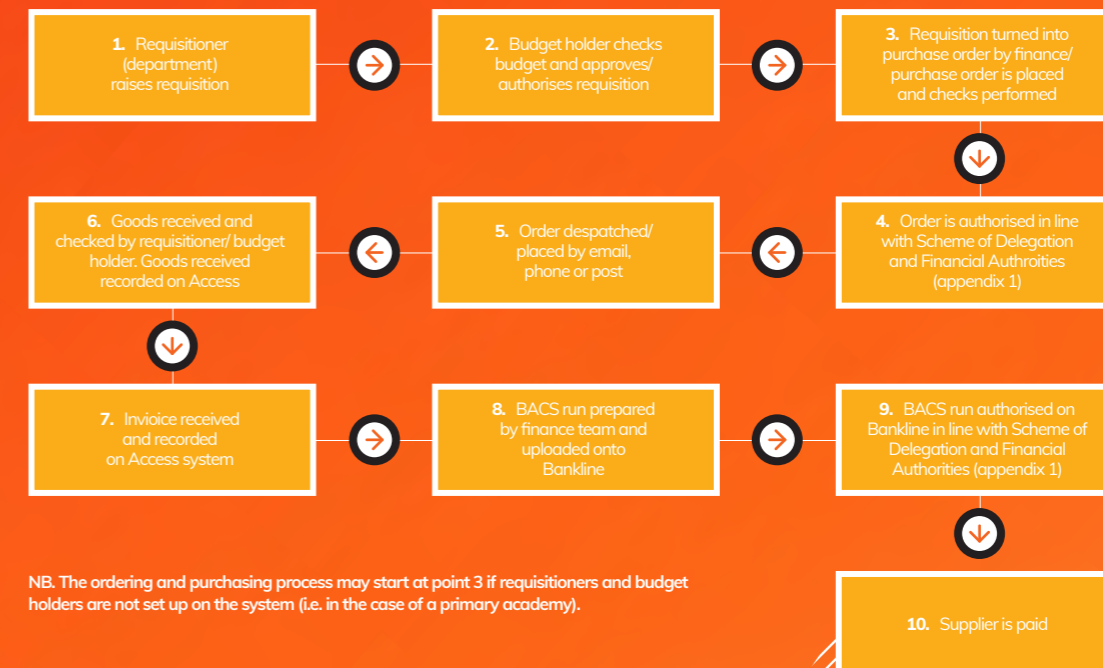 1. Requisitioner
(department)
raises requisition
2. Budget holder checks
budget and approves/
authorises requisition
3. Requisition turned into
purchase order by finance/
purchase order is placed
and checks performed
4. Order is authorised in line
with Scheme of Delegation
and Financial Authroities
(appendix 1)
5. Order despatched/
placed by email,
phone or post
6. Goods received and
checked by requisitioner/ budget
holder. Goods received
recorded on Access
7. Invioice received
and recorded
on Access system
8. BACS run prepared
by finance team and
uploaded onto
Bankline
9. BACS run authorised on
Bankline in line with Scheme of
Delegation and Financial
Authorities (appendix 1)
10. Supplier is paid
NB. The ordering and purchasing process may start at point 3 if requisitioners and budget
holders are not set up on the system (i.e. in the case of a primary academy).